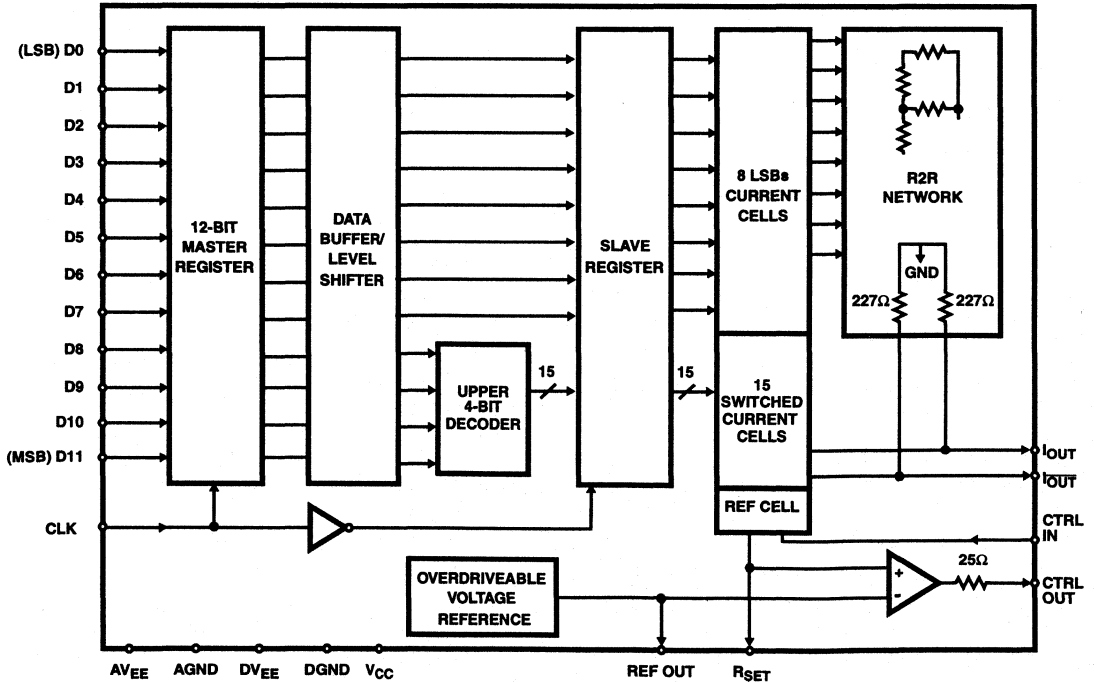 (LSB) D0
D1
D2
D3
D4
D5
D6
D7
D8
D9
D10
(MSB) D11
CLK
12-BIT
MASTER
REGISTER
DATA
BUFFER/
LEVEL
SHIFTER
UPPER
4-BIT
DECODER
15
SLAVE
REGISTER
15
8 LSBs
CURRENT
CELLS
15
SWITCHED
CURRENT
CELLS
REF CELL
R2R
NETWORK
GND
227Ω
227Ω
IOUT
IOUT
CTRL
IN
25Ω
CTRL
OUT
+
-
OVERDRIVEABLE
VOLTAGE
REFERENCE
AVEE
AGND
DVEE
DGND
VCC
REF OUT
RSET